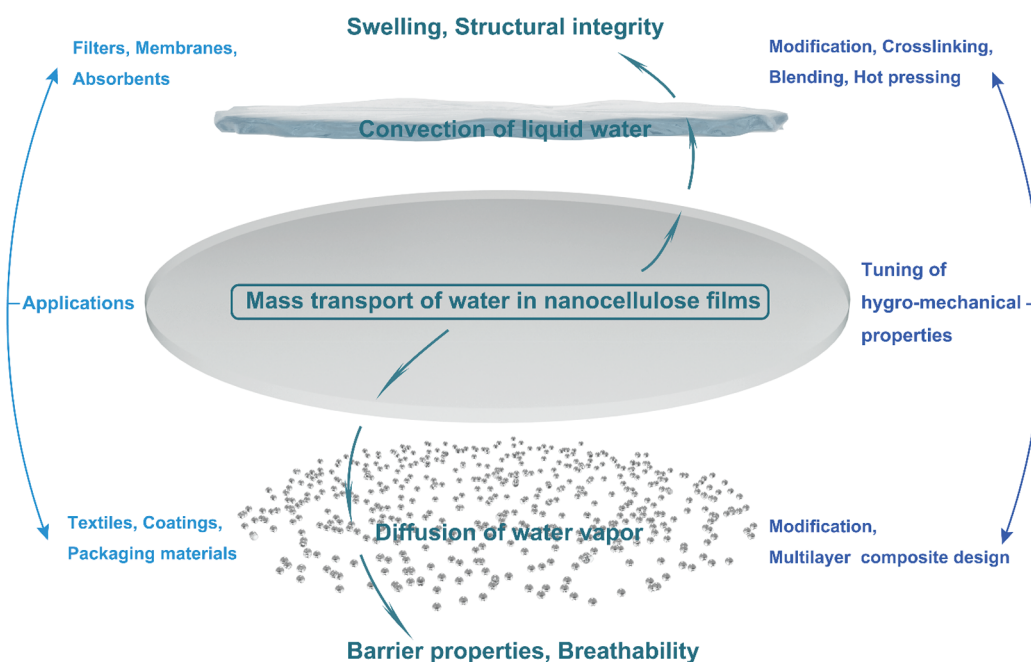 Swelling, Structural integrity
Filters, Membranes,
Absorbents
Modification, Crosslinking,
Blending, Hot pressing
Convection of liquid water
Applications
Mass transport of water in nanocellulose films
Tuning of
hygro-mechanical
properties
Textiles, Coatings,
Packaging materials
Diffusion of water vapor
Modification,
Multilayer composite design
Barrier properties, Breathability